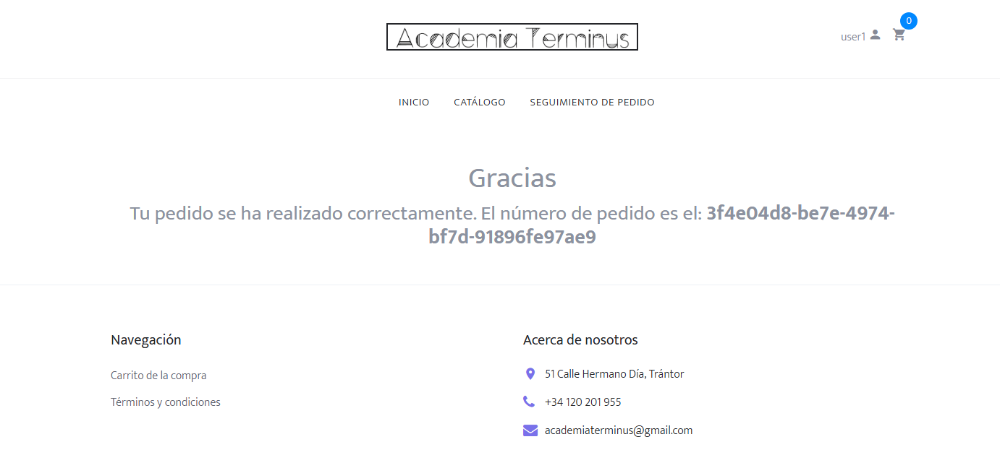 Academia Terminus
user1
0
INICIO CATÁLOGO SEGUIMIENTO DE PEDIDO
Gracias
Tu pedido se ha realizado correctamente. El número de pedido es el: 3f4e04d8-be7e-4974-
bf7d-91896fe97ae9
Navegación
Carrito de la compra
Términos y condiciones
Acerca de nosotros
51 Calle Hermano Día, Trántor
+34 120 201 955
academiaterminus@gmail.com